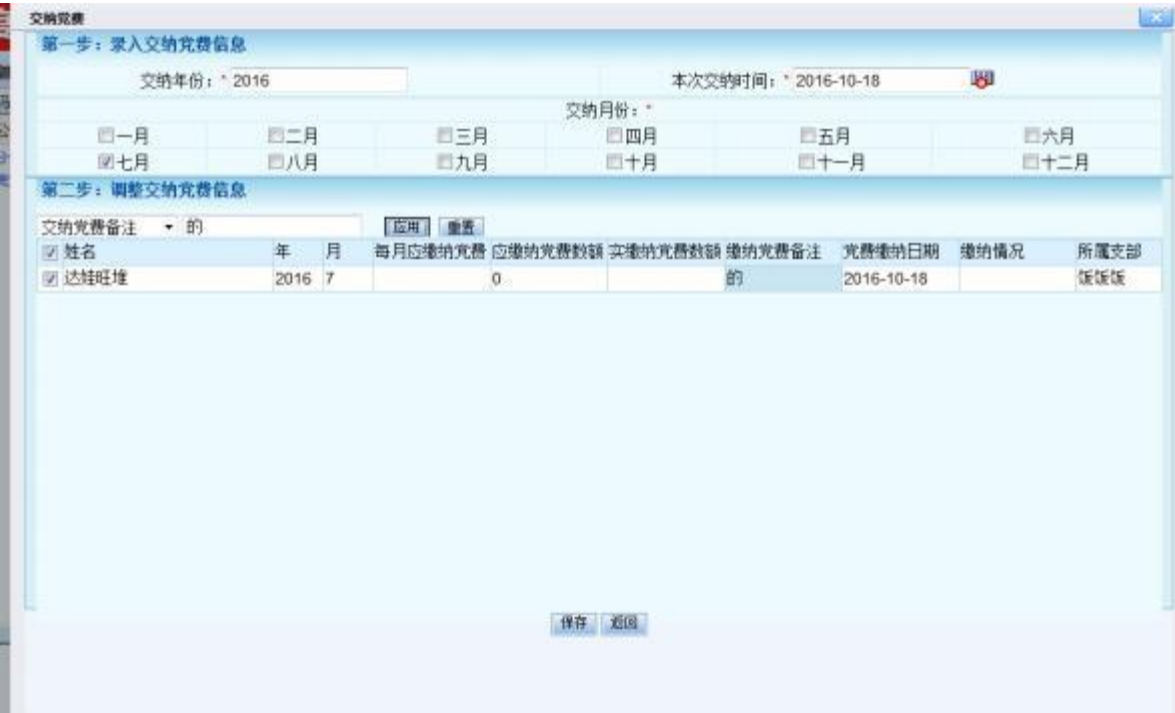 交纳党费
第一步：录入交纳党费信息
交纳年份：* 2016 本次交纳时间：* 2016-10-18
交纳月份：*
一月 二月 三月 四月 五月 六月
七月 八月 九月 十月 十一月 十二月
第二步：调整交纳党费信息
交纳党费备注 的 应用 重置
姓名 年 月 每月应缴纳党费 应缴纳党费数额 实缴纳党费数额 缴纳党费备注 党费缴纳日期 缴纳情况 所属支部
达娃旺堆 2016 7 0 的 2016-10-18 饭饭饭
保存 返回